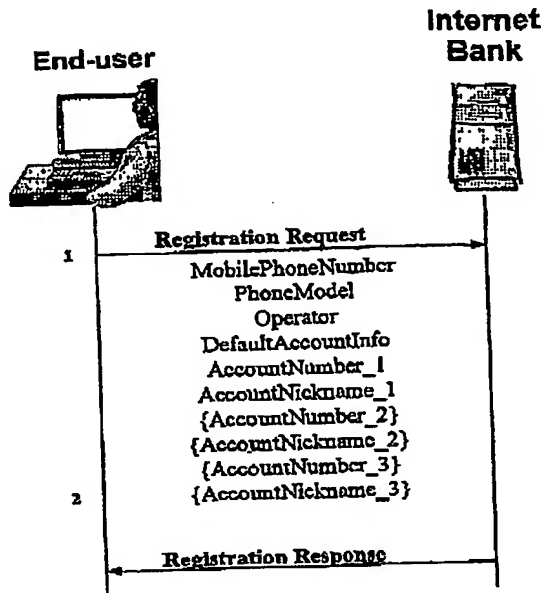 Internet
Bank
End-user
1
Registration Request
MobilePhoneNumber
PhoneModel
Operator
DefaultAccountInfo
AccountNumber_1
AccountNickname_1
{AccountNumber_2}
{AccountNickname_2}
{AccountNumber_3}
{AccountNickname_3}
2
Registration Response